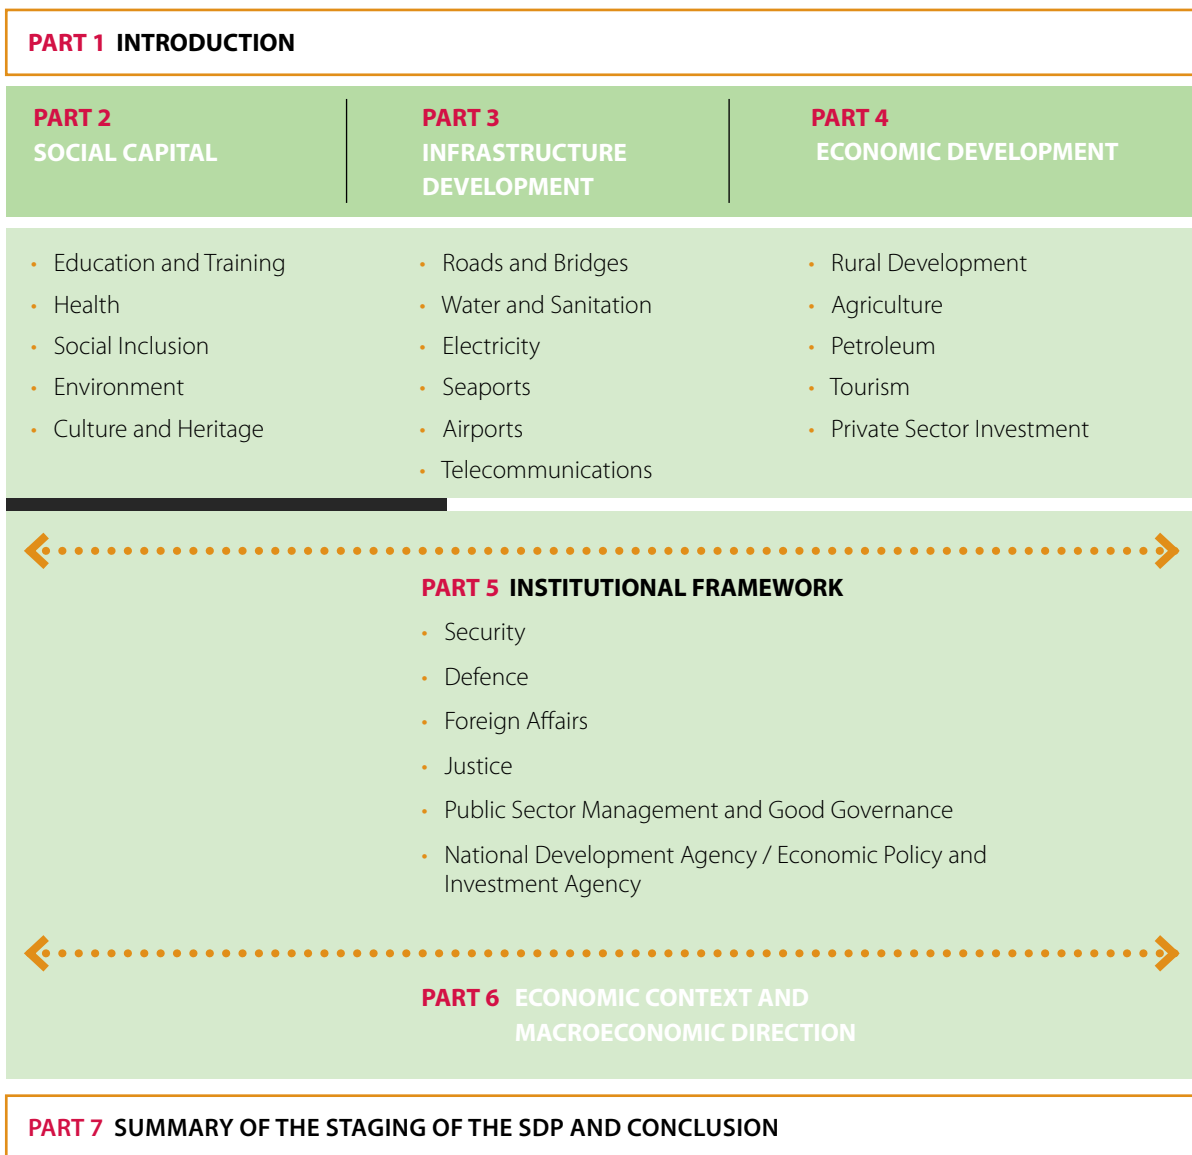 PART 1 INTRODUCTION
PART 2
SOCIAL CAPITAL
PART 3
INFRASTRUCTURE
DEVELOPMENT
PART 4
ECONOMIC DEVELOPMENT
• Education and Training
• Health
• Social Inclusion
• Environment
• Culture and Heritage
• Roads and Bridges
• Water and Sanitation
• Electricity
• Seaports
• Airports
• Telecommunications
• Rural Development
• Agriculture
• Petroleum
• Tourism
• Private Sector Investment
PART 5 INSTITUTIONAL FRAMEWORK
• Security
• Defence
• Foreign Affairs
• Justice
• Public Sector Management and Good Governance
• National Development Agency / Economic Policy and
Investment Agency
PART 6 ECONOMIC CONTEXT AND
MACROECONOMIC DIRECTION
PART 7 SUMMARY OF THE STAGING OF THE SDP AND CONCLUSION